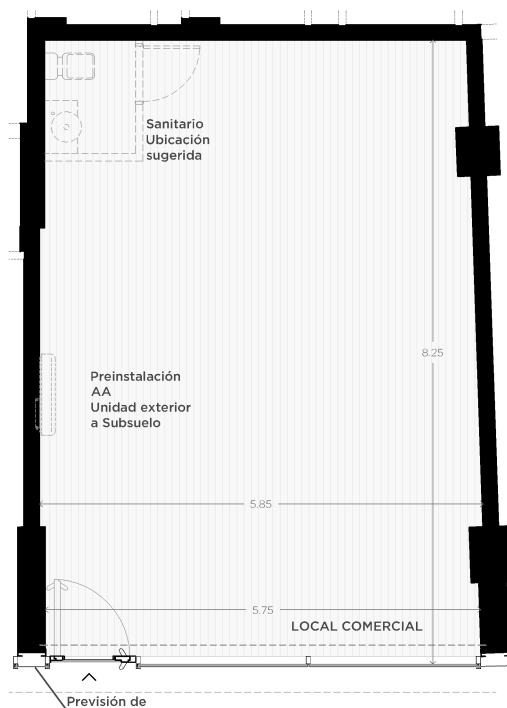 Sanitario
Ubicación
sugerida
8.25
Preinstalación
AA
Unidad exterior
a Subsuelo
5.85
5.75
LOCAL COMERCIAL
Previsión de